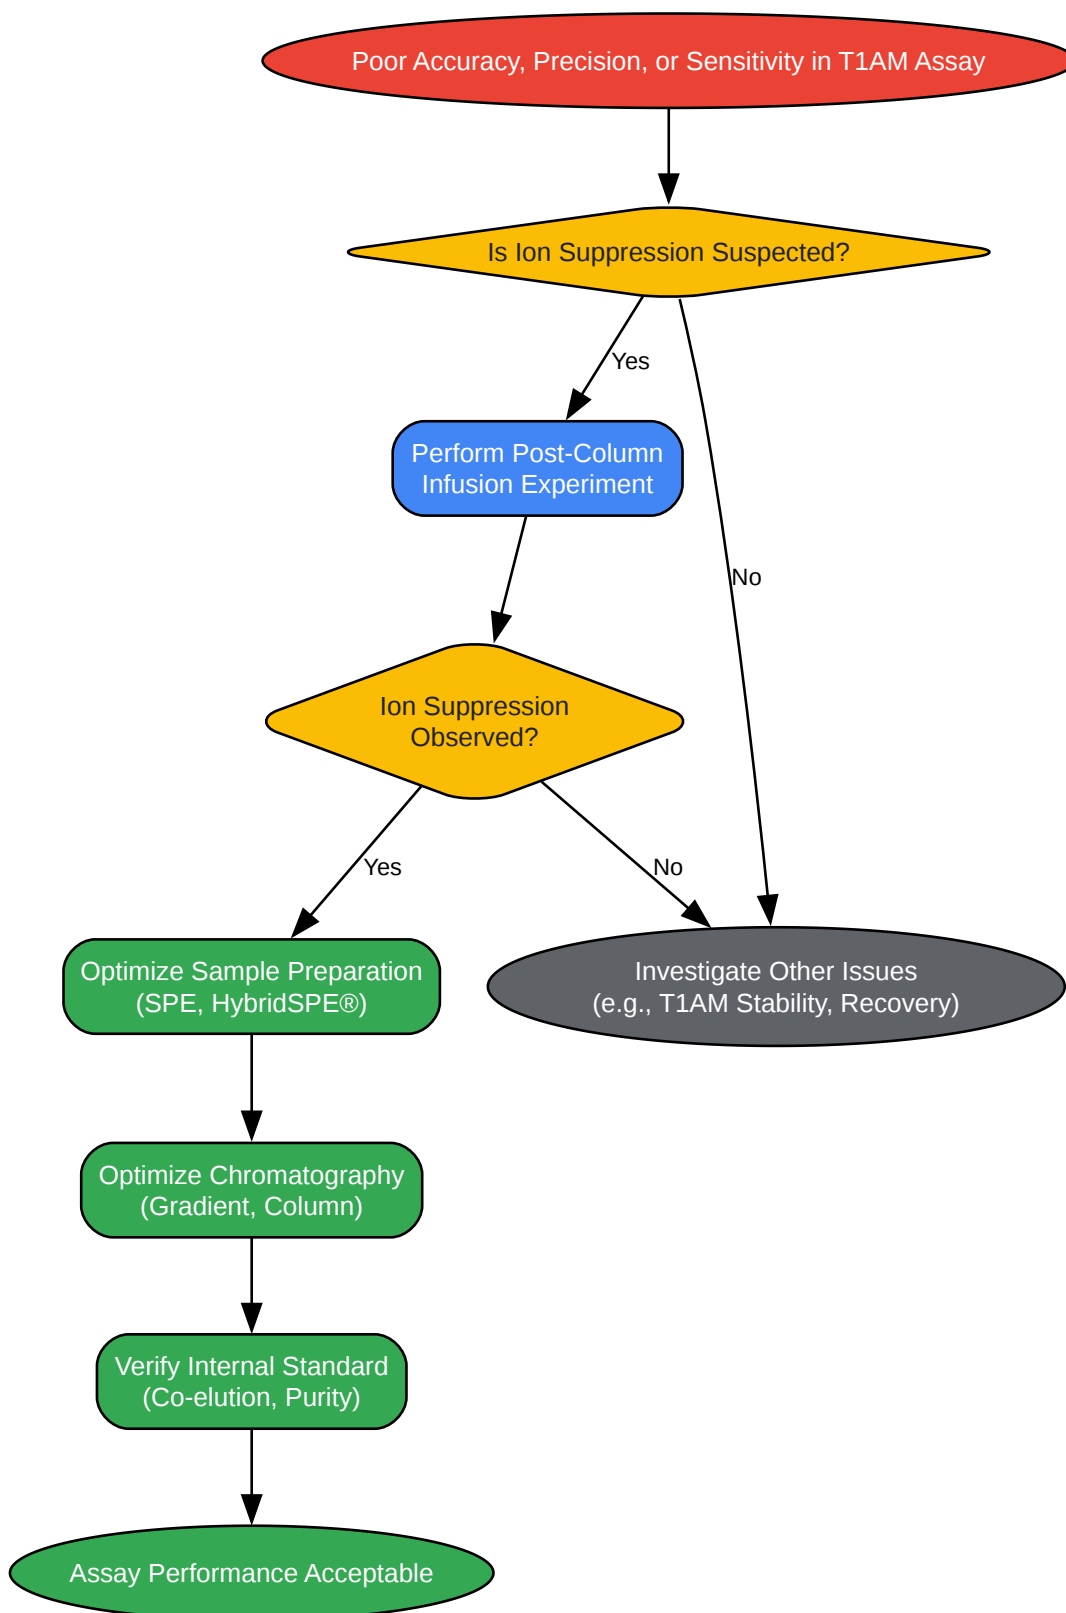 Poor Accuracy, Precision, or Sensitivity in T1AM Assay
Is Ion Suppression Suspected?
Yes
Perform Post-Column
Infusion Experiment
No
Ion Suppression
Observed?
Yes
No
Optimize Sample Preparation
(SPE, HybridSPE®)
Investigate Other Issues
(e.g., T1AM Stability, Recovery)
Optimize Chromatography
(Gradient, Column)
Verify Internal Standard
(Co-elution, Purity)
Assay Performance Acceptable